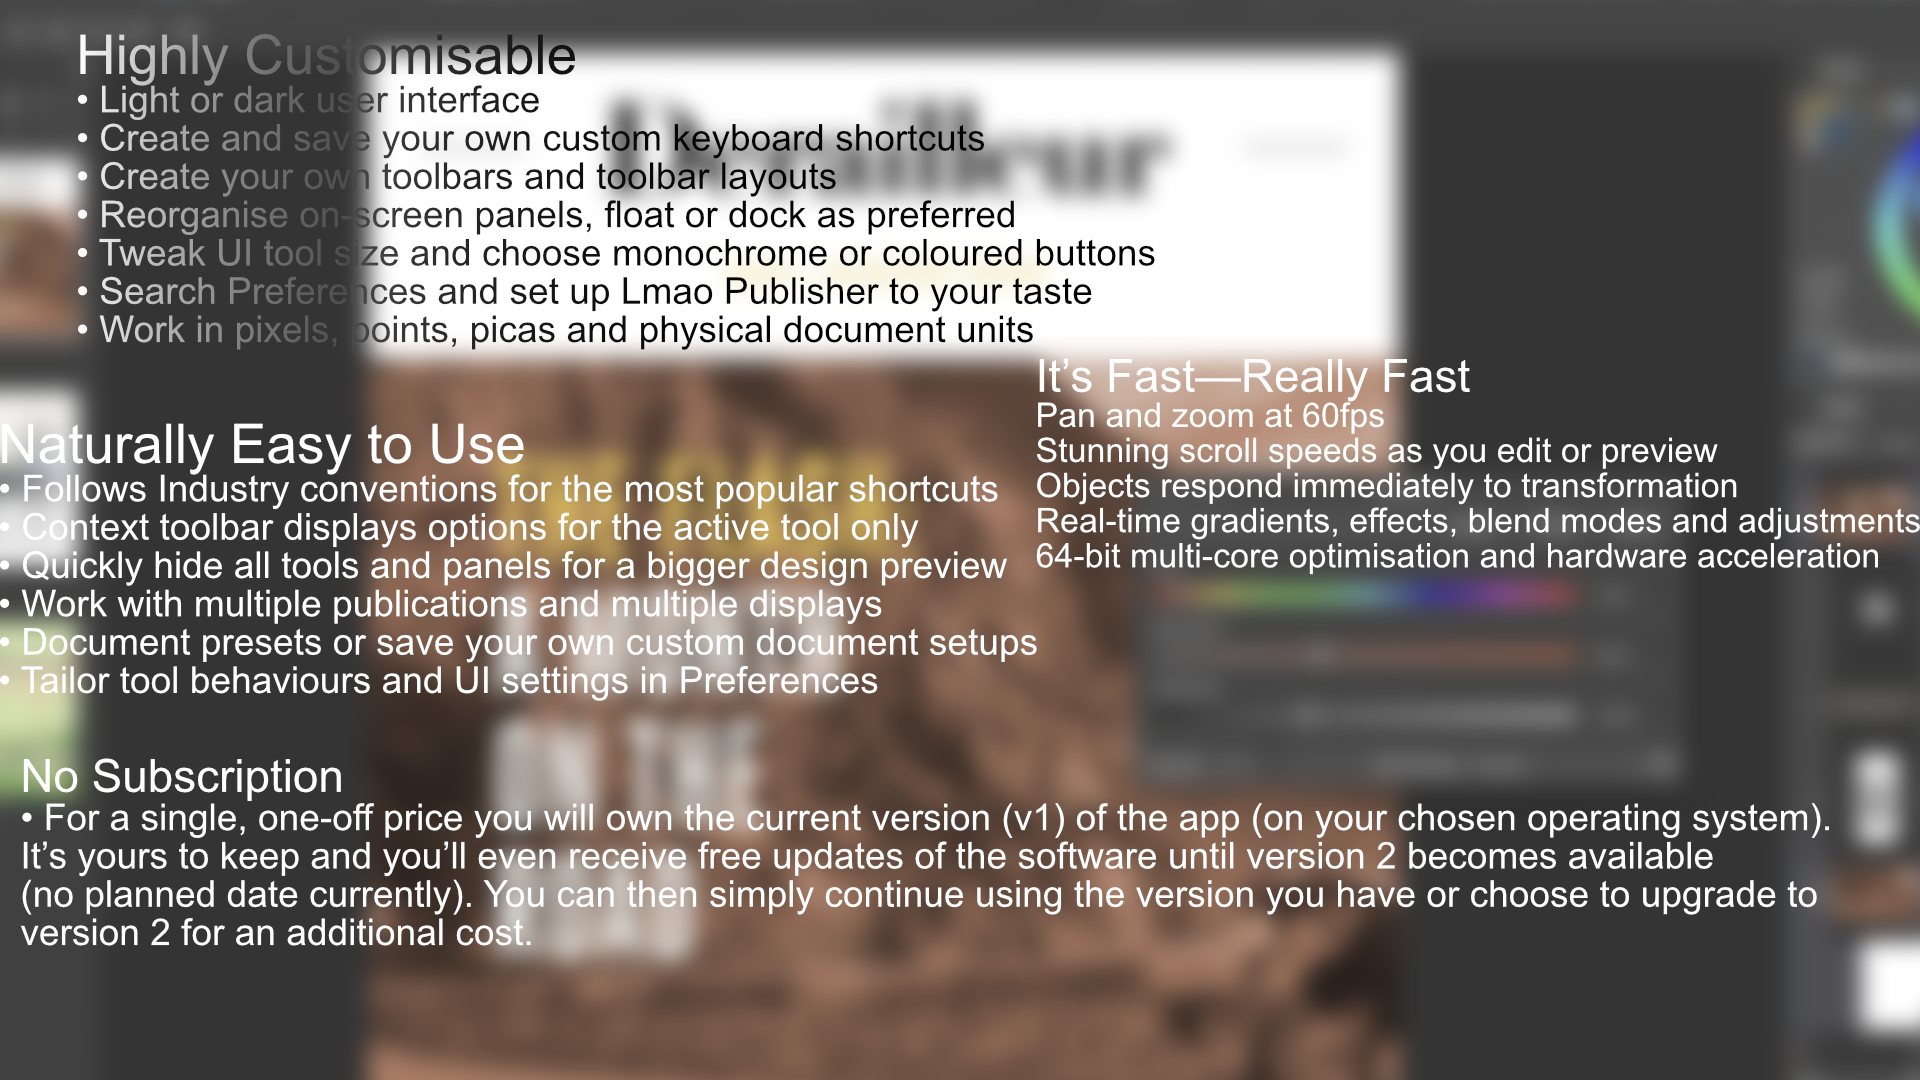 Highly Customisable
• Light or dark user interface
• Create and save your own custom keyboard shortcuts
• Create your own toolbars and toolbar layouts
• Reorganise on-screen panels, float or dock as preferred
• Tweak UI tool size and choose monochrome or coloured buttons
• Search Preferences and set up Lmao Publisher to your taste
• Work in pixels, points, picas and physical document units
It’s Fast—Really Fast
Pan and zoom at 60fps
Stunning scroll speeds as you edit or preview
Objects respond immediately to transformation
Real-time gradients, effects, blend modes and adjustments
64-bit multi-core optimisation and hardware acceleration
Naturally Easy to Use
• Follows Industry conventions for the most popular shortcuts
• Context toolbar displays options for the active tool only
• Quickly hide all tools and panels for a bigger design preview
• Work with multiple publications and multiple displays
• Document presets or save your own custom document setups
• Tailor tool behaviours and UI settings in Preferences
No Subscription
• For a single, one-off price you will own the current version (v1) of the app (on your chosen operating system).
It’s yours to keep and you’ll even receive free updates of the software until version 2 becomes available
(no planned date currently). You can then simply continue using the version you have or choose to upgrade to
version 2 for an additional cost.
ON THE